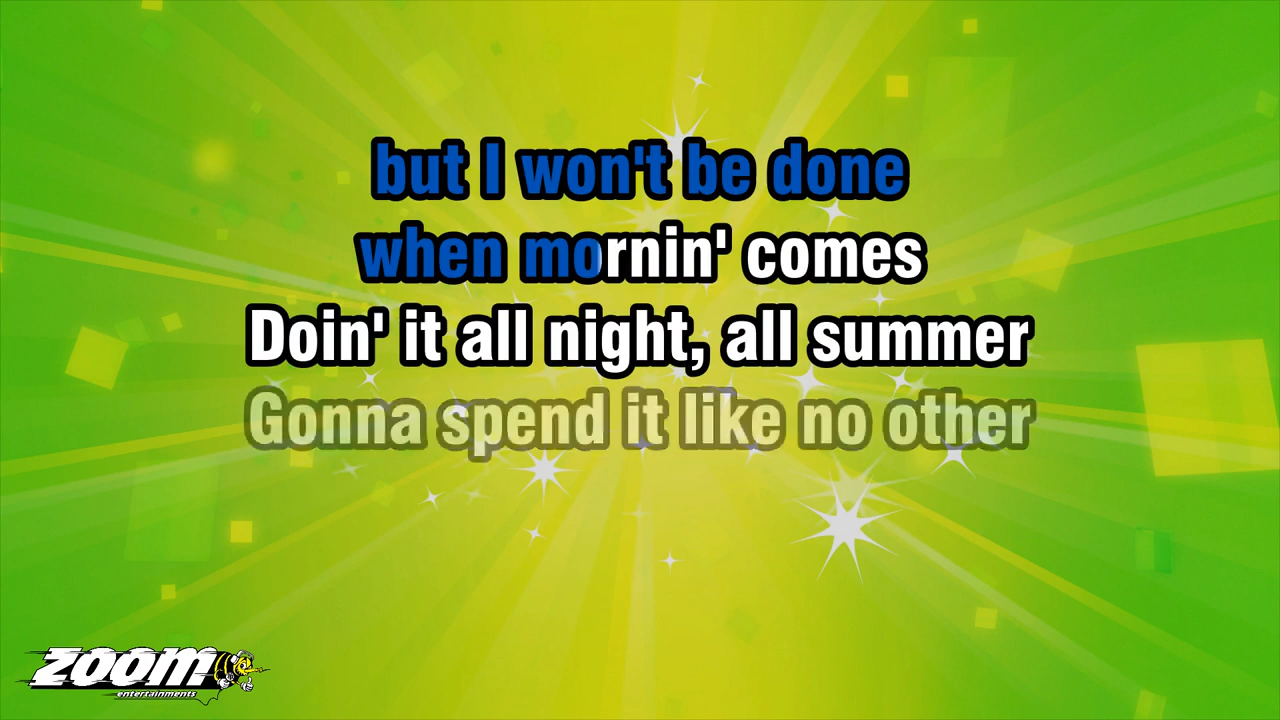 but I won't be done
when mornin' comes
Doin' it all night, all summer
Gonna spend it like no other
zoom
entertainments